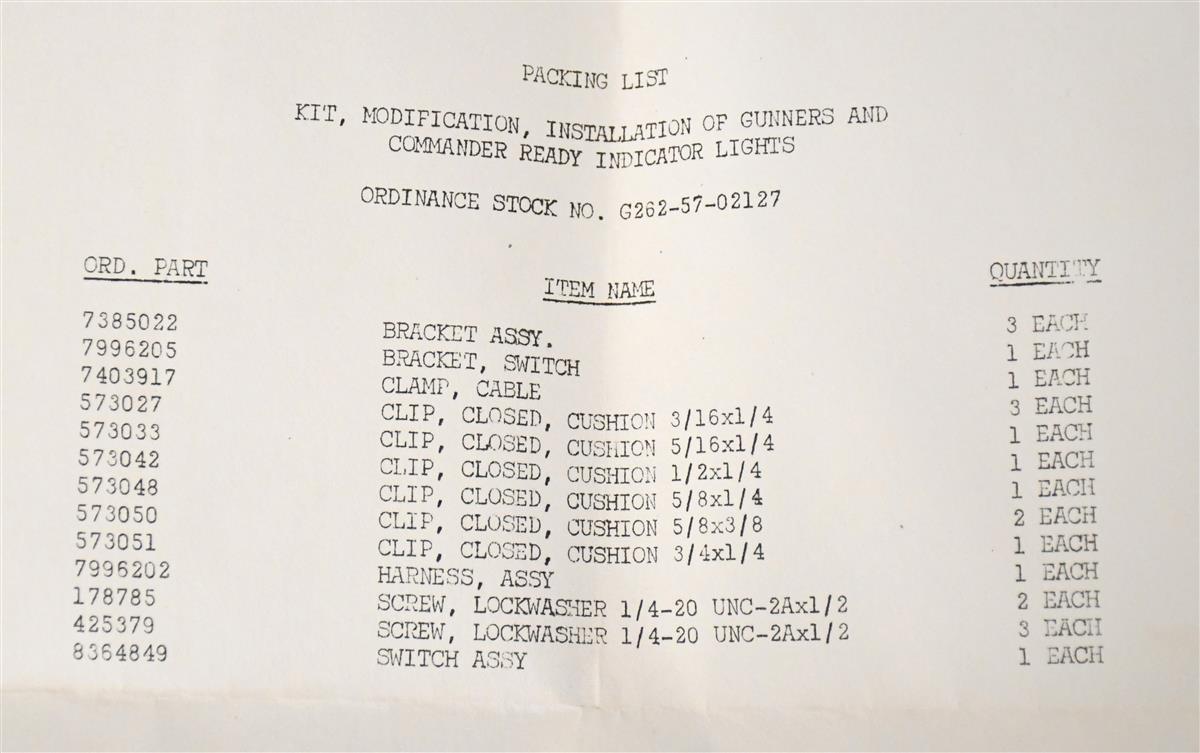 PACKING LIST
KIT, MODIFICATION, INSTALLATION OF GUNNERS AND
COMMANDER READY INDICATOR LIGHTS
ORDINANCE STOCK NO. G262-57-02127
ORD. PART ITEM NAME QUANTITY
7385022 BRACKET ASSY. 3 EACH
7996205 BRACKET, SWITCH 1 EACH
7403917 CLAMP, CABLE 1 EACH
573027 CLIP, CLOSED, CUSHION 3/16x1/4 3 EACH
573033 CLIP, CLOSED, CUSHION 5/16x1/4 1 EACH
573042 CLIP, CLOSED, CUSHION 1/2x1/4 1 EACH
573048 CLIP, CLOSED, CUSHION 5/8x1/4 1 EACH
573050 CLIP, CLOSED, CUSHION 5/8x3/8 2 EACH
573051 CLIP, CLOSED, CUSHION 3/4x1/4 1 EACH
7996202 HARNESS, ASSY 1 EACH
178785 SCREW, LOCKWASHER 1/4-20 UNC-2Ax1/2 2 EACH
425379 SCREW, LOCKWASHER 1/4-20 UNC-2Ax1/2 3 EACH
8364849 SWITCH ASSY 1 EACH